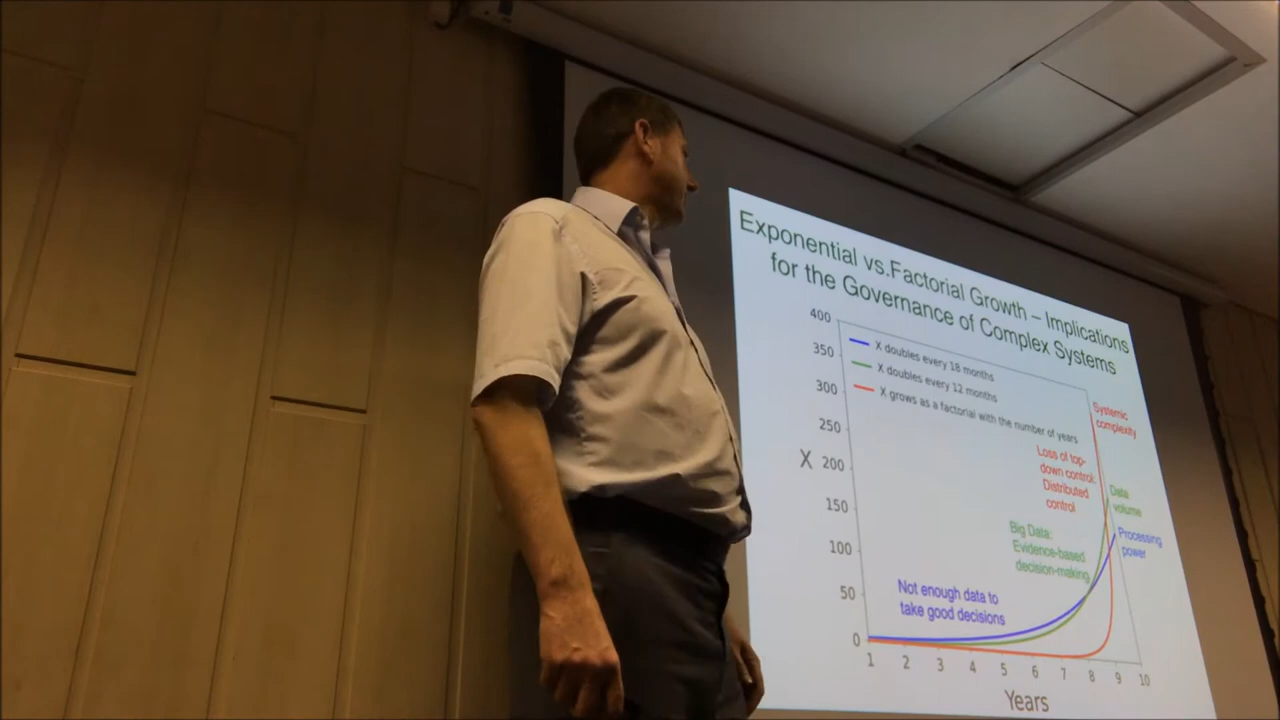 Exponential vs.Factorial Growth – Implications
for the Governance of Complex Systems
400
350
300
250
200
150
100
50
0
X
X doubles every 18 months
X doubles every 12 months
X grows as a factorial with the number of years
Systemic
complexity
Loss of top-
down control:
Distributed
control
Data
volume
Big Data:
Evidence-based
decision-making
Processing
power
Not enough data to
take good decisions
1 2 3 4 5 6 7 8 9 10
Years